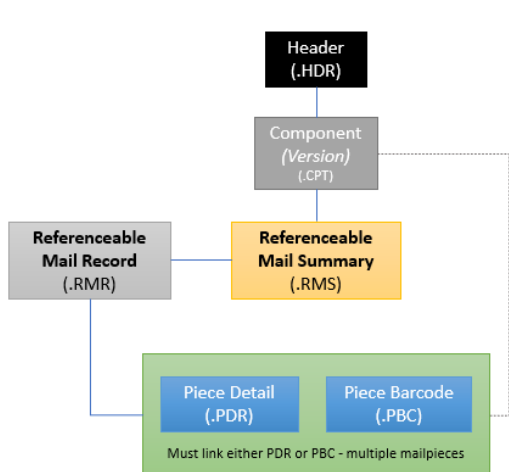 Header
(.HDR)
Component
(Version)
(.CPT)
Referenceable
Mail Record
(.RMR)
Referenceable
Mail Summary
(.RMS)
Piece Detail
(.PDR)
Piece Barcode
(.PBC)
Must link either PDR or PBC - multiple mailpieces